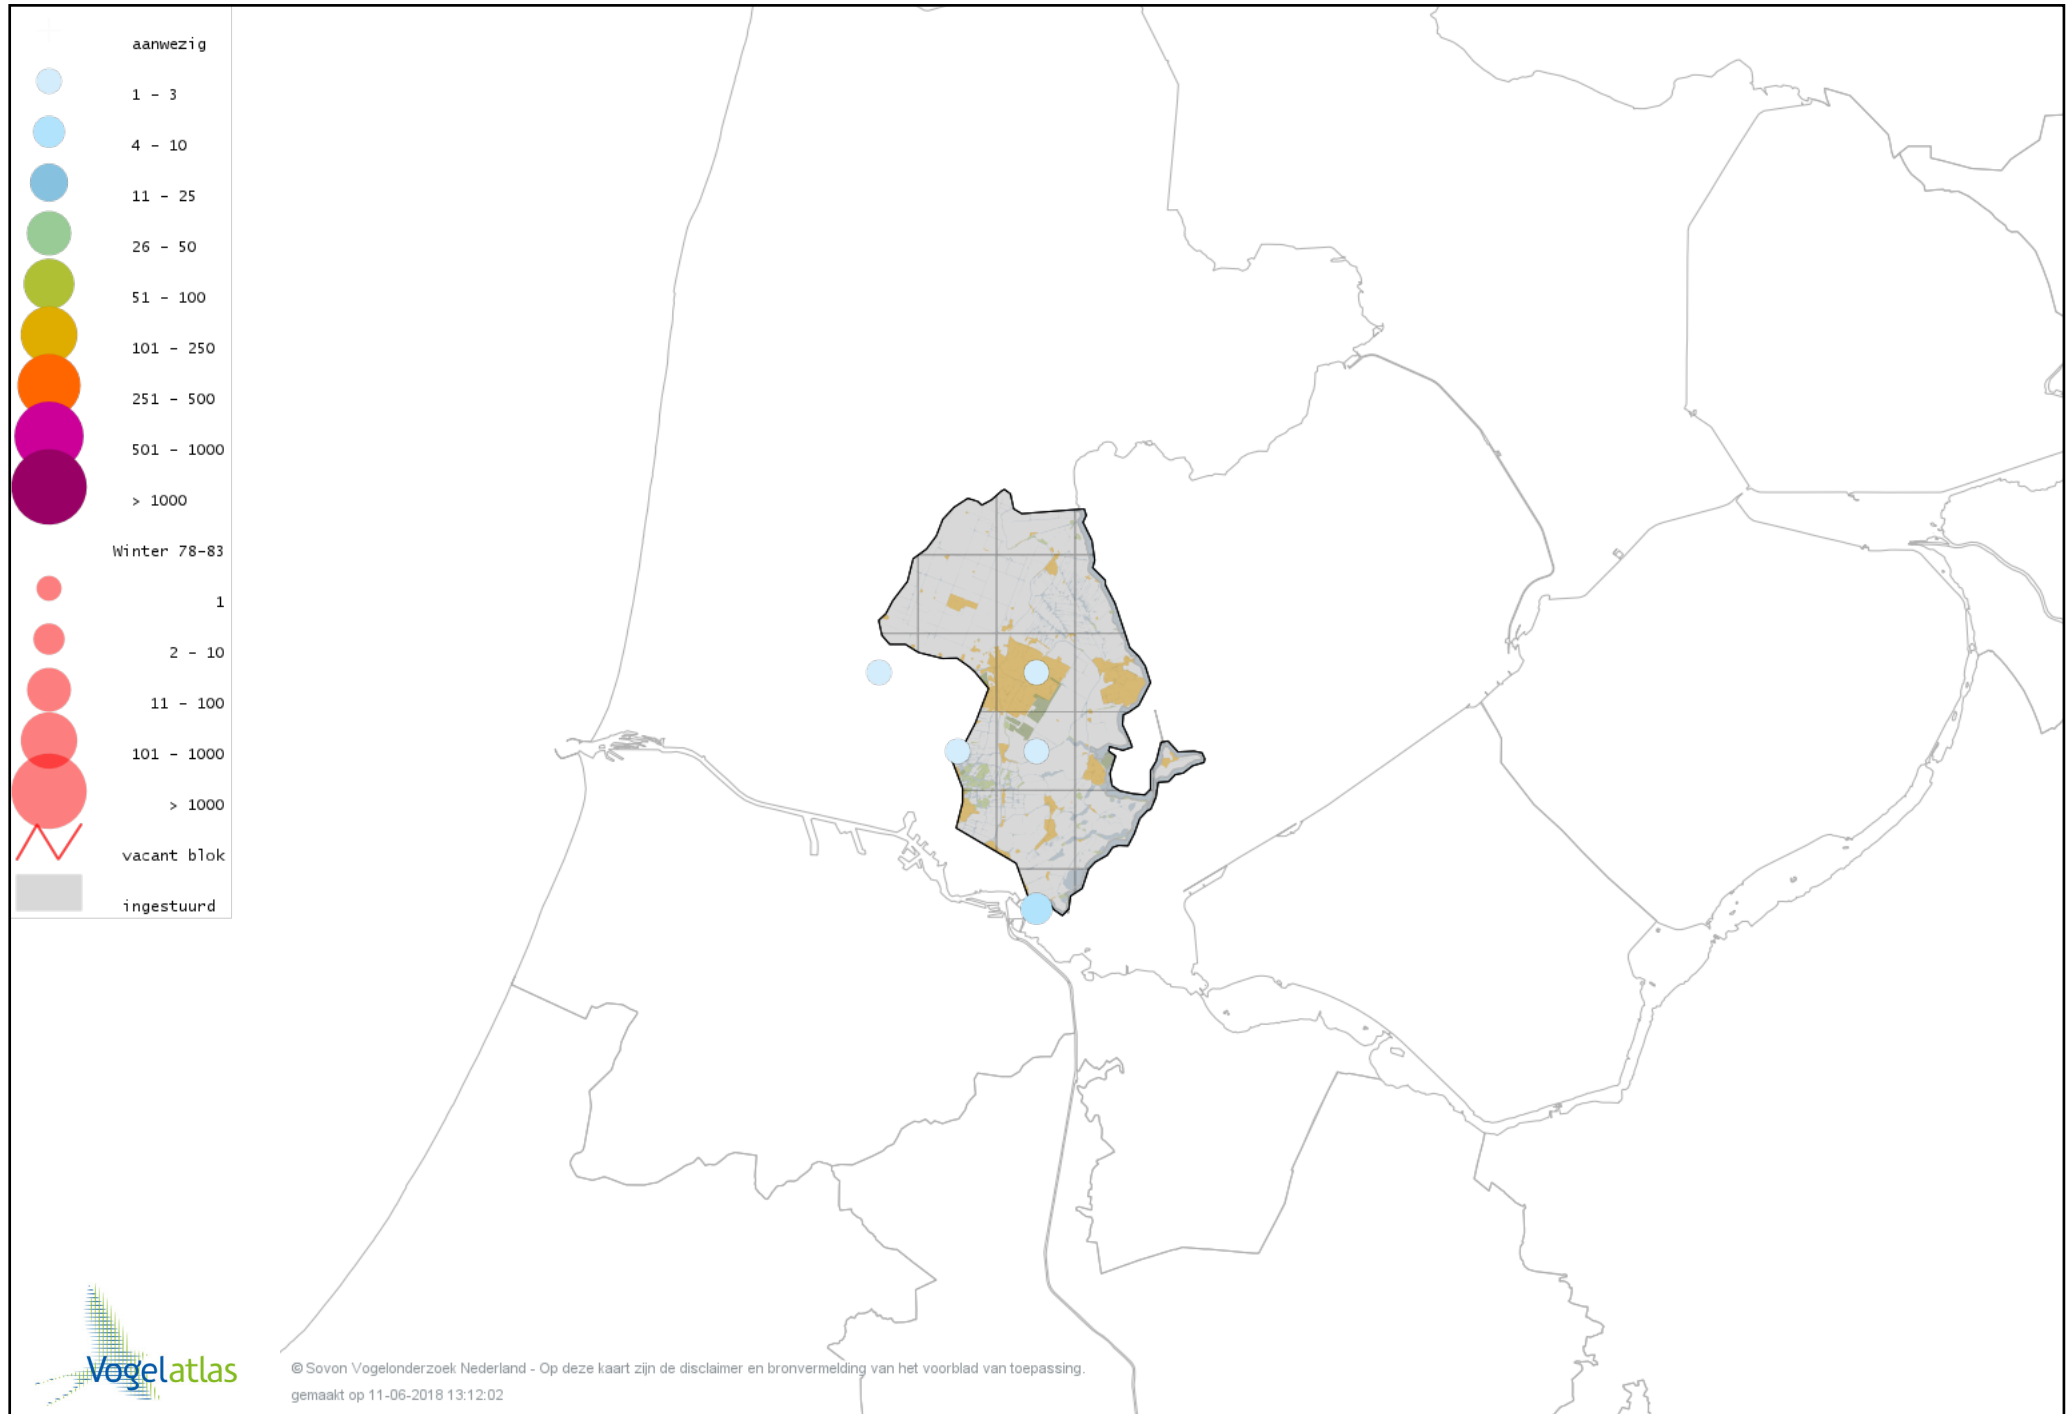 aanwezig
1 - 3
4 - 10
11 - 25
26 - 50
51 - 100
101 - 250
251 - 500
501 - 1000
> 1000
Winter 78-83
1
2 - 10
11 - 100
101 - 1000
> 1000
vacant blok
ingestuurd
Vogelatlas
© Sovon Vogelonderzoek Nederland - Op deze kaart zijn de disclaimer en bronvermelding van het voorblad van toepassing.
gemaakt op 11-06-2018 13:12:02